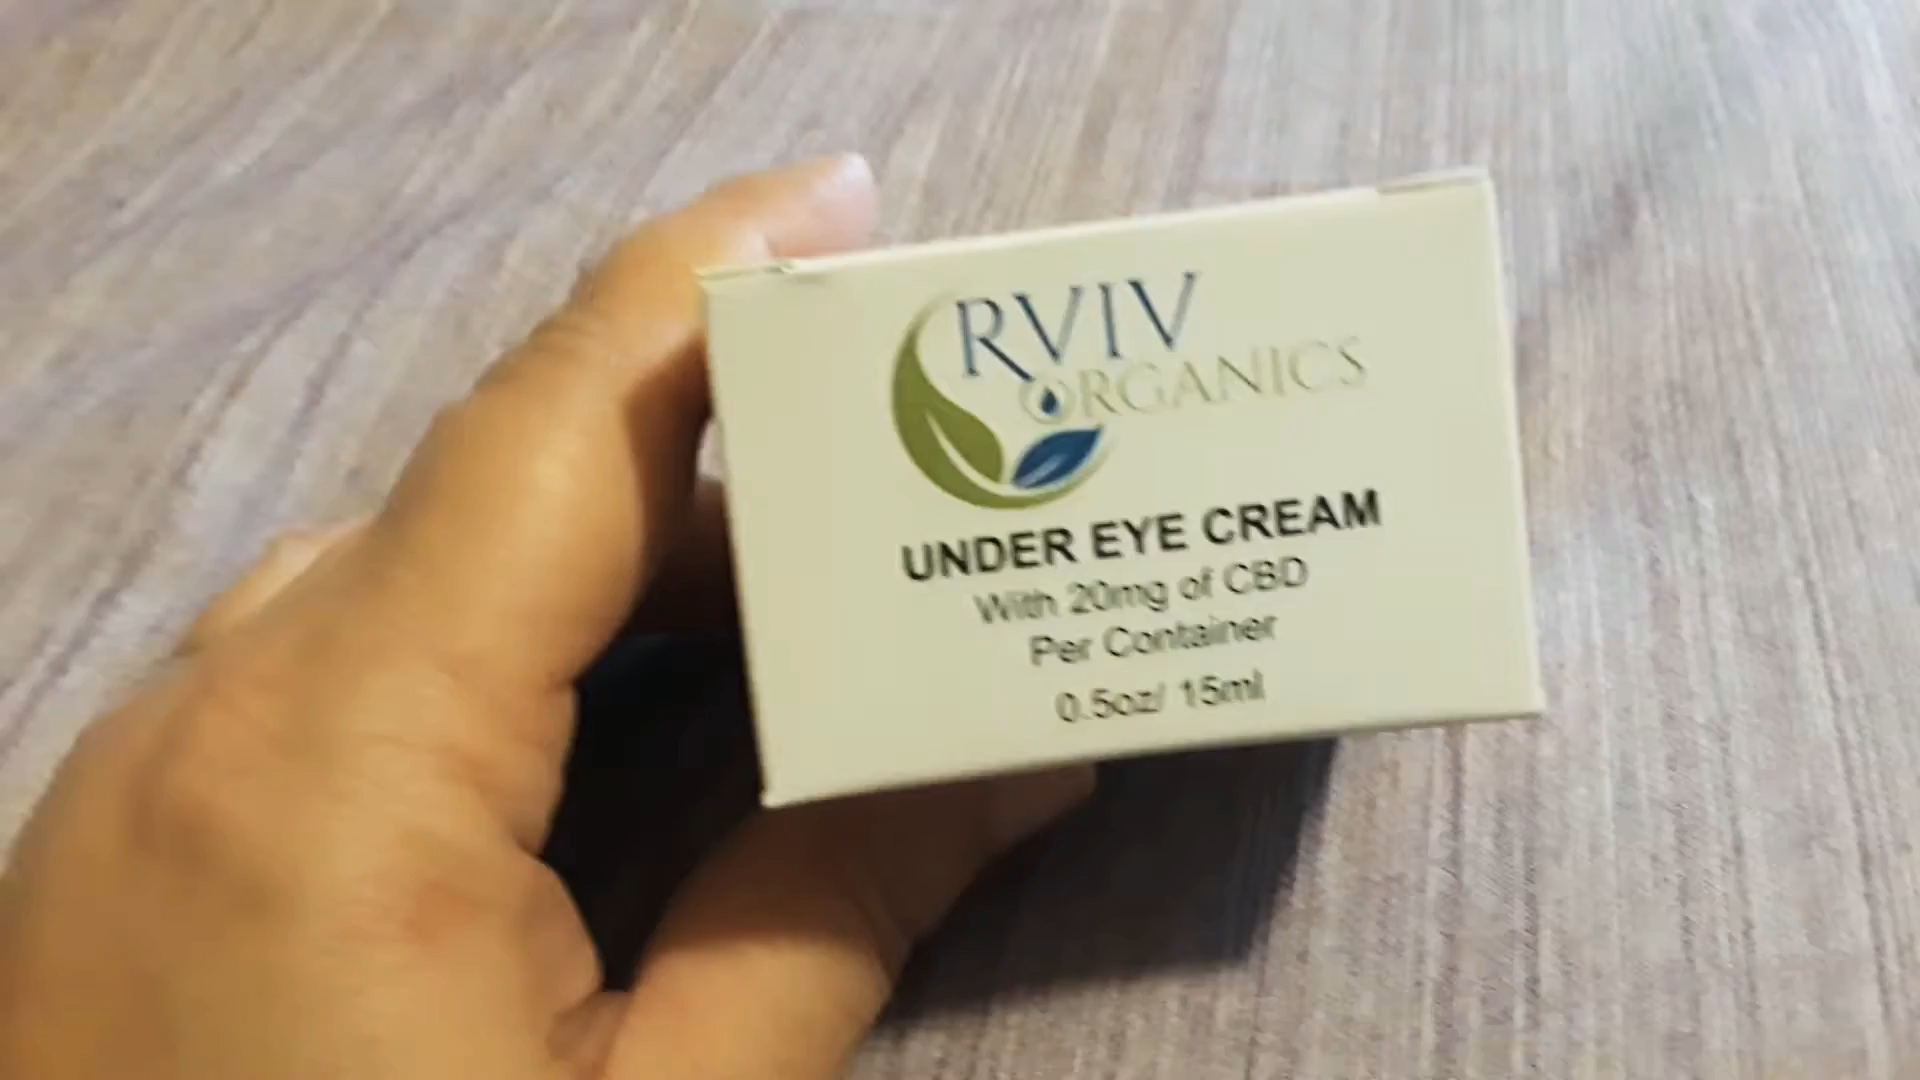 RVIV
ORGANICS
UNDER EYE CREAM
With 20mg of CBD
Per Container
0.5oz/ 15ml